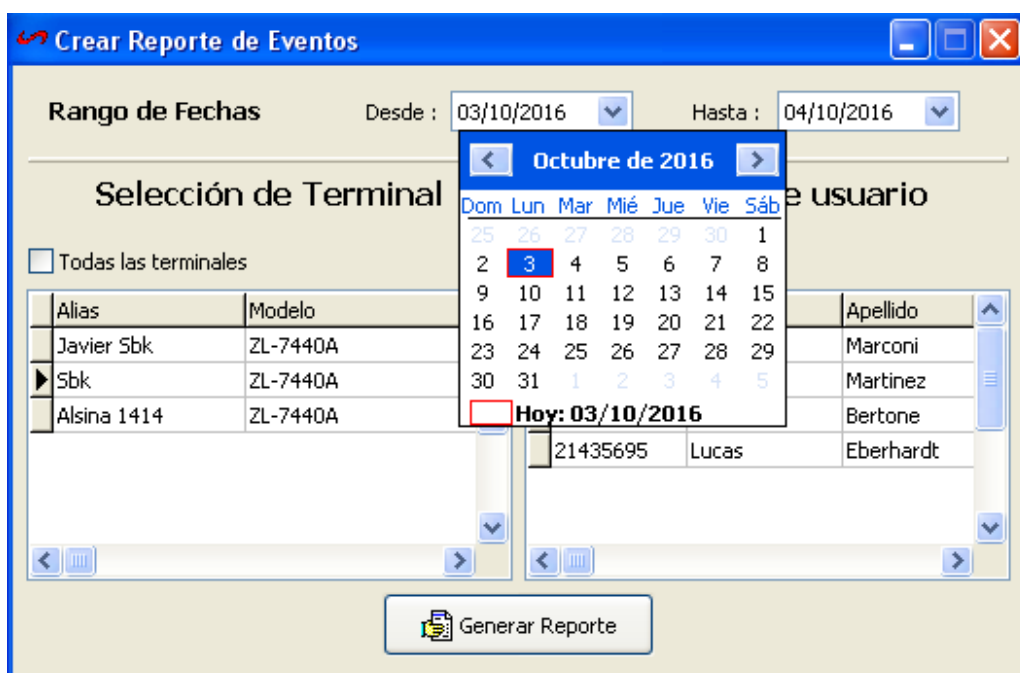 Crear Reporte de Eventos
Rango de Fechas Desde : 03/10/2016 Hasta : 04/10/2016
Octubre de 2016
Selección de Terminal usuario
Dom Lun Mar Mié Jue Vie Sáb
25 26 27 28 29 30 1
Todas las terminales
2 3 4 5 6 7 8
9 10 11 12 13 14 15
Alias Modelo Apellido
16 17 18 19 20 21 22
Javier Sbk ZL-7440A Marconi
23 24 25 26 27 28 29
Sbk ZL-7440A Martinez
30 31 1 2 3 4 5
Alsina 1414 ZL-7440A Bertone
Hoy: 03/10/2016
21435695 Lucas Eberhardt
Generar Reporte